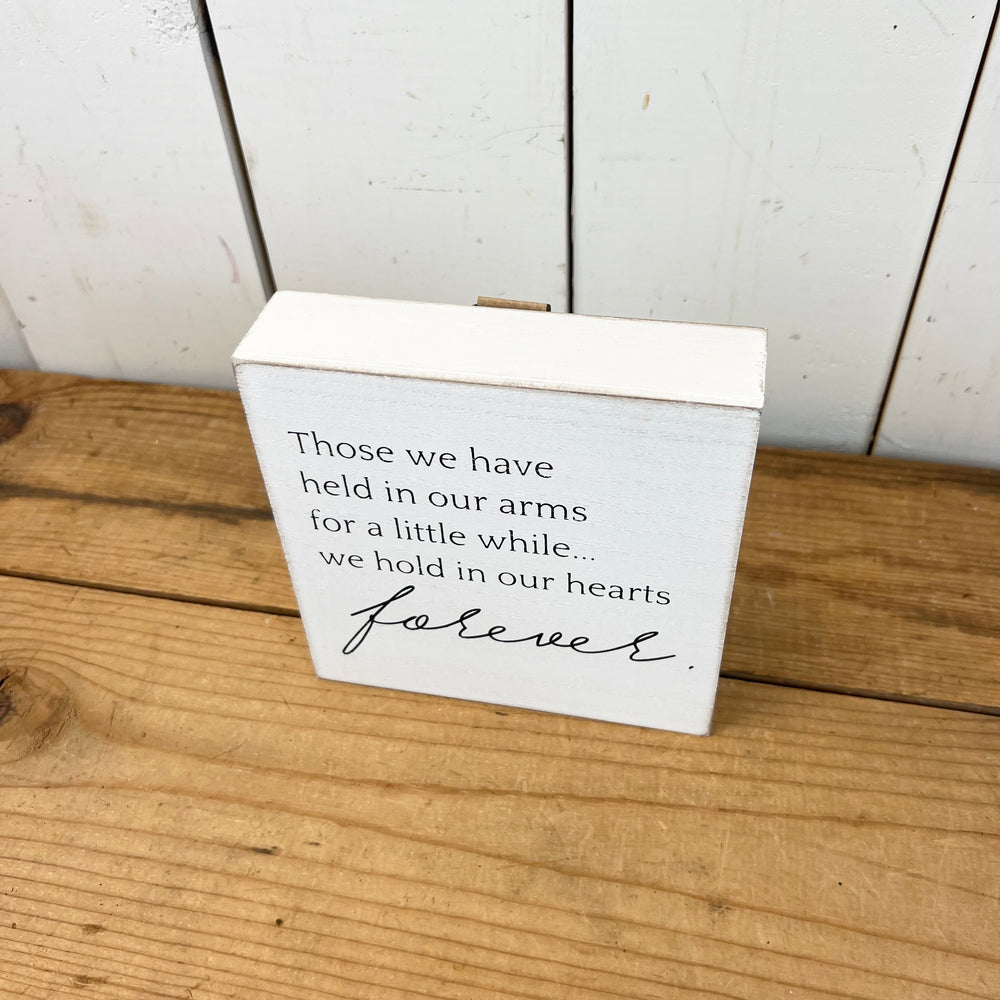 Those we have
held in our arms
for a little while...
we hold in our hearts
forever.